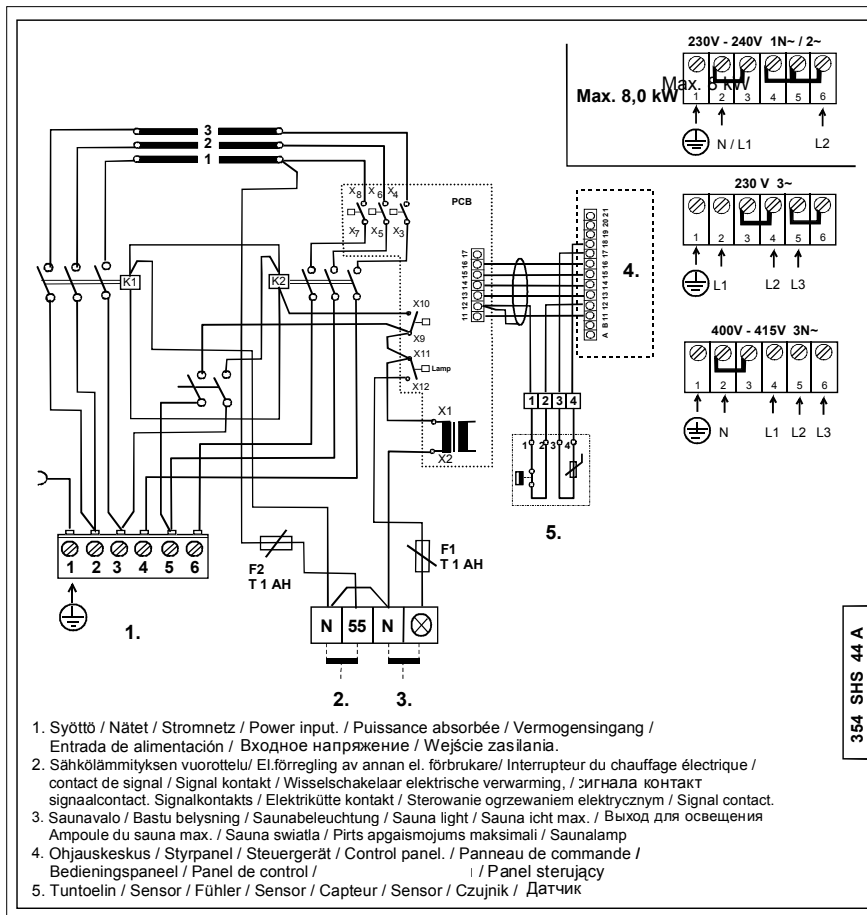 230V - 240V 1N~ / 2~
Max. 8,0 kW
Max. 8 kW
1 2 3 4 5 6
N / L1 L2
230 V 3~
1 2 3 4 5 6
L1 L2 L3
400V - 415V 3N~
1 2 3 4 5 6
N L1 L2 L3
3
2
1
X8 X6 X4
PCB
X7 X5 X3
K1
K2
11 12 13 14 15 16 17
A B 11 12 13 14 15 16 17 18 19 20 21
4.
X10
X9
X11
Lamp
X12
X1
X2
1 2 3 4
1 2 3 4
5.
1 2 3 4 5 6
1.
F2
T 1 AH
F1
T 1 AH
N 55 N
2. 3.
354 SHS 44 A
1. Syöttö / Nätet / Stromnetz / Power input. / Puissance absorbée / Vermogensingang /
Entrada de alimentación / Входное напряжение / Wejście zasilania.
2. Sähkölämmityksen vuorottelu/ El.förregling av annan el. förbrukare/ Interrupteur du chauffage électrique /
contact de signal / Signal kontakt / Wisselschakelaar elektrische verwarming, / сигнала контакт
signaalcontact. Signalkontakts / Elektrikütte kontakt / Sterowanie ogrzewaniem elektrycznym / Signal contact.
3. Saunavalo / Bastu belysning / Saunabeleuchtung / Sauna light / Sauna icht max. / Выход для освещения
Ampoule du sauna max. / Sauna swiatla / Pirts apgaismojums maksimali / Saunalamp
4. Ohjauskeskus / Styrpanel / Steuergerät / Control panel. / Panneau de commande /
Bedieningspaneel / Panel de control / / Panel sterujący
5. Tuntoelin / Sensor / Fühler / Sensor / Capteur / Sensor / Czujnik / Датчик